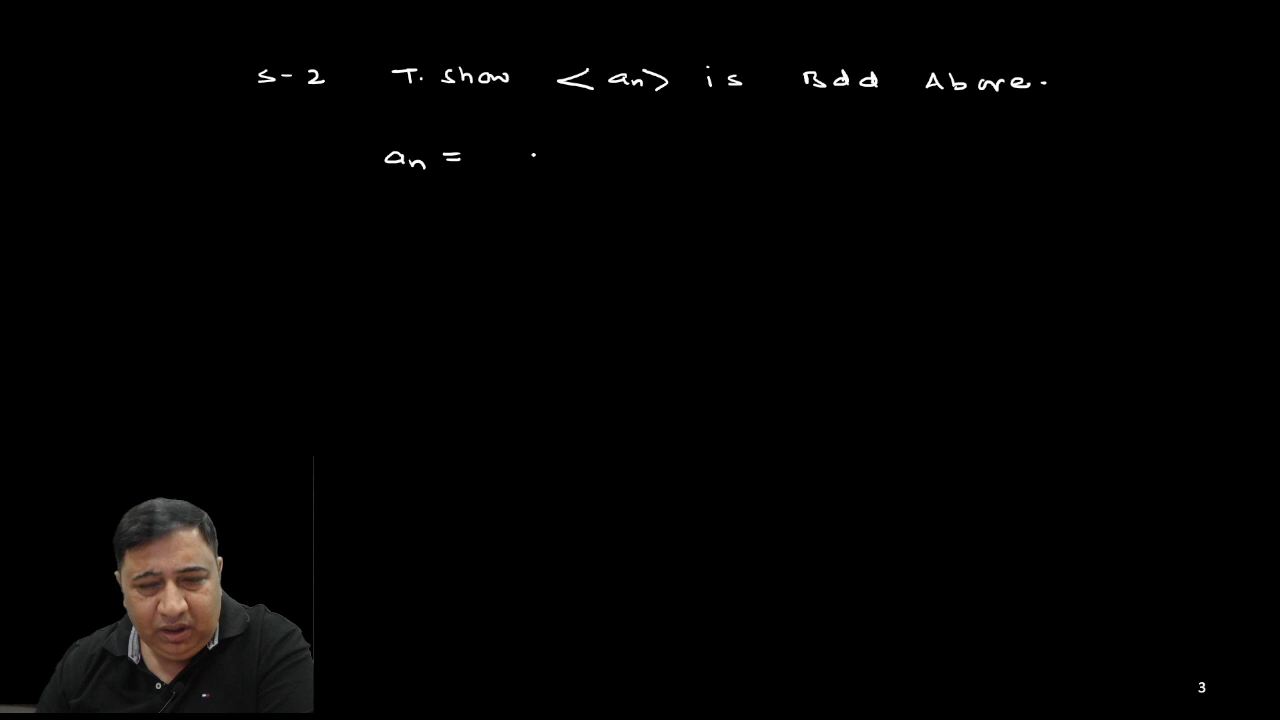 S-2 T. Show <an> is Bdd Above.
an = .
3